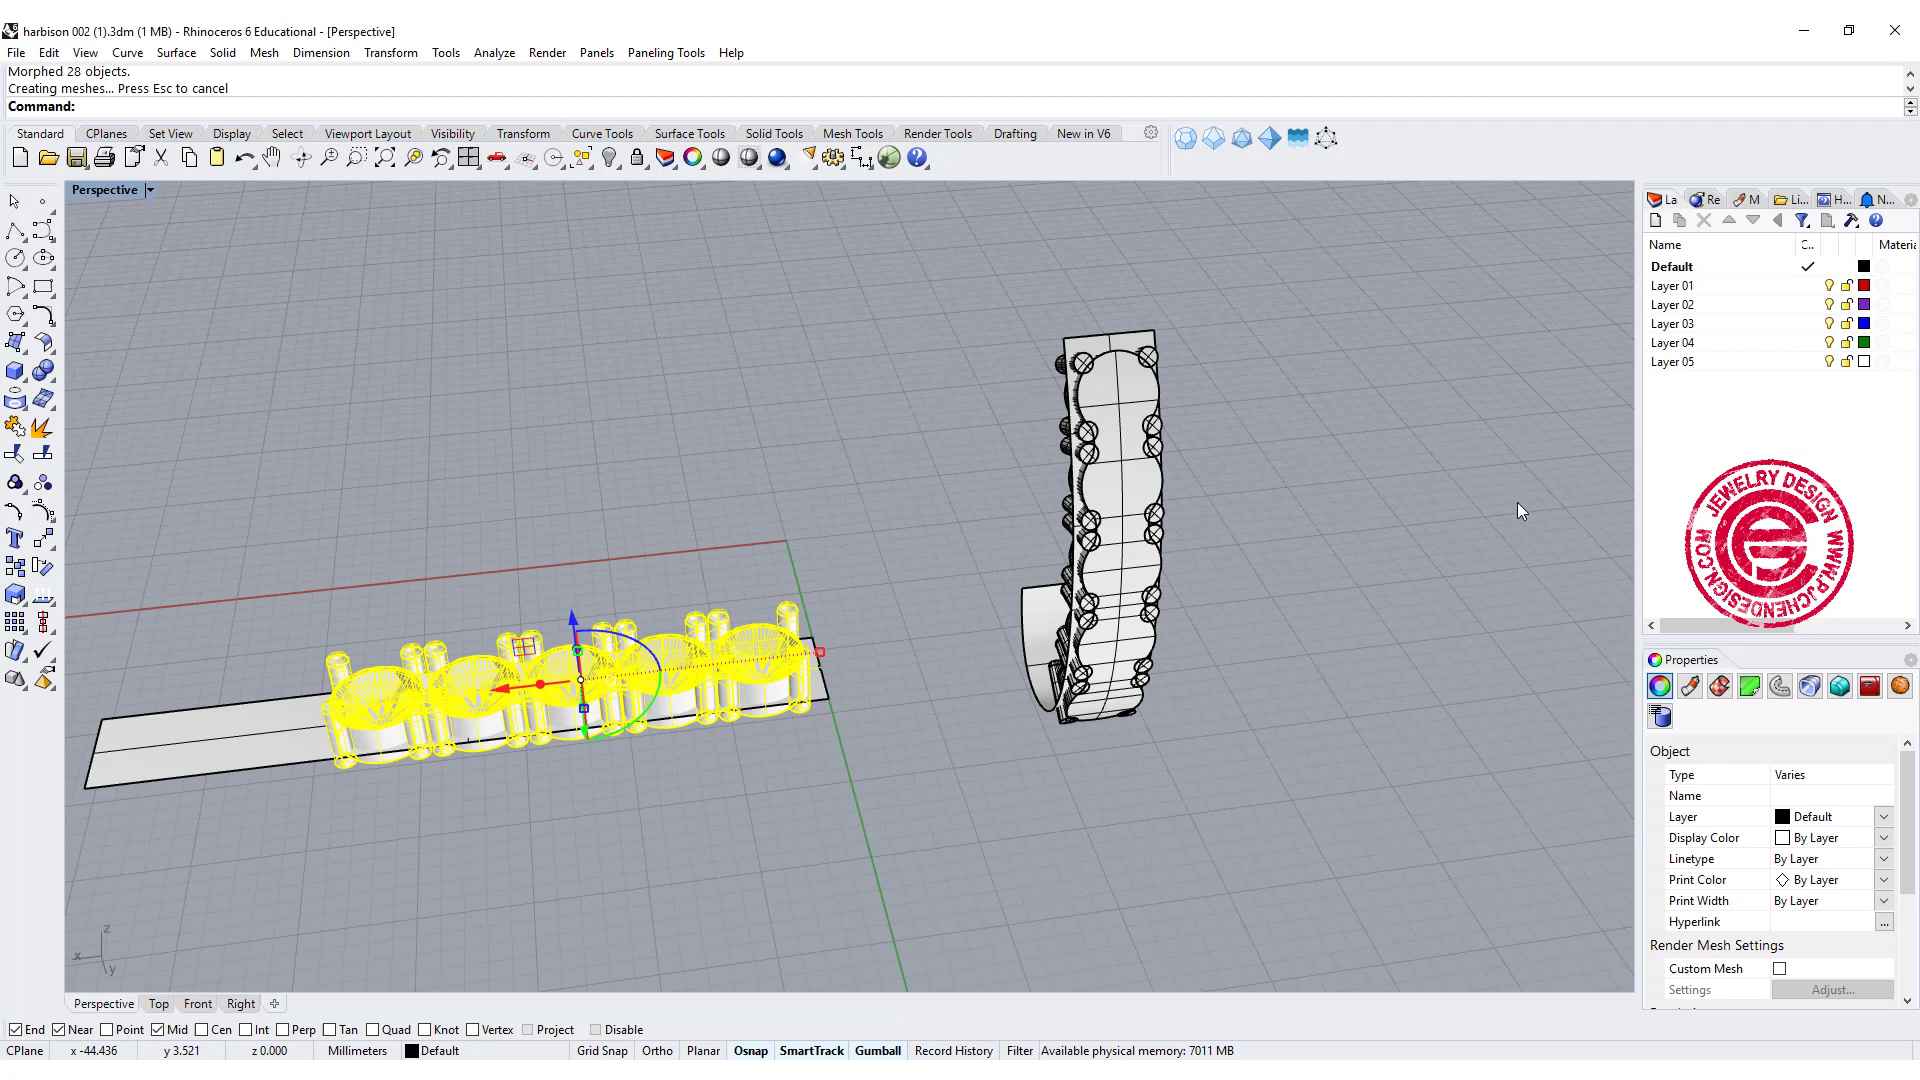 harbison 002 (1).3dm (1 MB) - Rhinoceros 6 Educational - [Perspective]
File Edit View Curve Surface Solid Mesh Dimension Transform Tools Analyze Render Panels Paneling Tools Help
Morphed 28 objects.
Creating meshes... Press Esc to cancel
Command:
Standard CPlanes Set View Display Select Viewport Layout Visibility Transform Curve Tools Surface Tools Solid Tools Mesh Tools Render Tools Drafting New in V6
Perspective
La Re M Li... H... N...
Name C.. Materia
Default
Layer 01
Layer 02
Layer 03
Layer 04
Layer 05
JEWELRY DESIGN
WWW.PJCHENDESIGN.COM
Properties
Object
Type Varies
Name
Layer Default
Display Color By Layer
Linetype By Layer
Print Color By Layer
Print Width By Layer
Hyperlink ...
Render Mesh Settings
Custom Mesh
Settings Adjust...
z
x
y
Perspective Top Front Right
End Near Point Mid Cen Int Perp Tan Quad Knot Vertex Project Disable
CPlane x -44.436 y 3.521 z 0.000 Millimeters Default Grid Snap Ortho Planar Osnap SmartTrack Gumball Record History Filter Available physical memory: 7011 MB